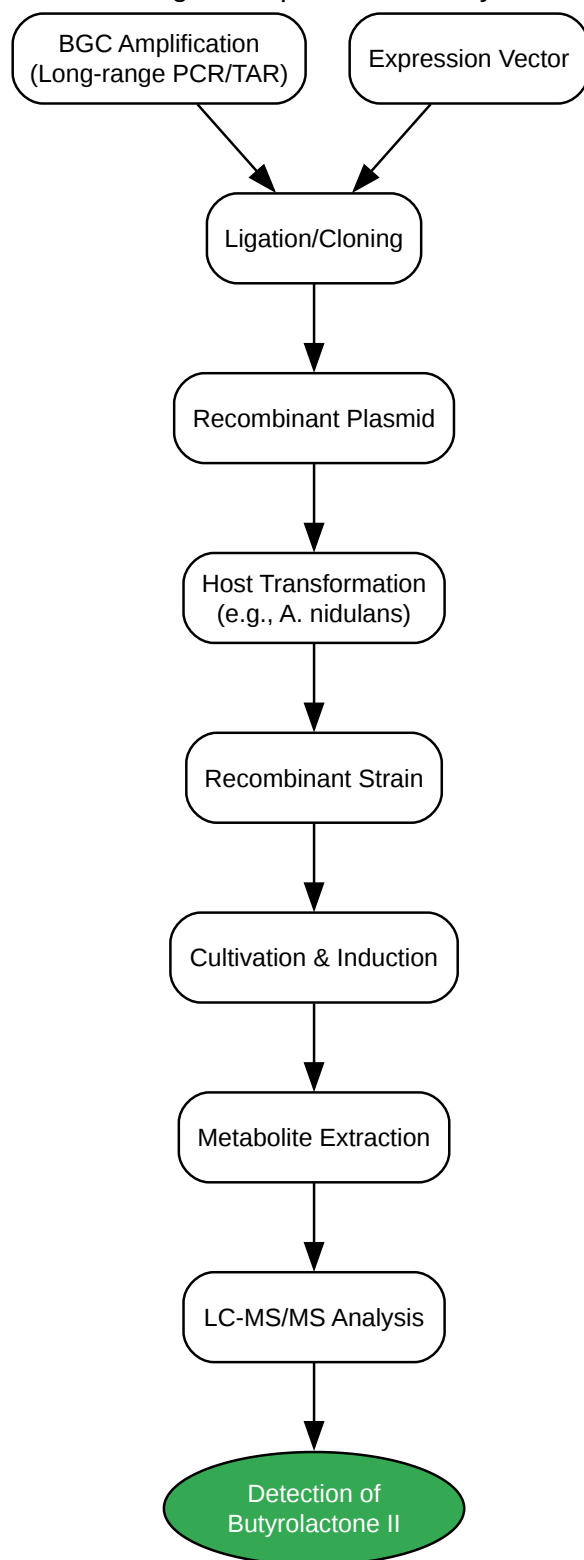 BGC Amplification
(Long-range PCR/TAR)
Expression Vector
Ligation/Cloning
Recombinant Plasmid
Host Transformation
(e.g., A. nidulans)
Recombinant Strain
Cultivation & Induction
Metabolite Extraction
LC-MS/MS Analysis
Detection of
Butyrolactone II